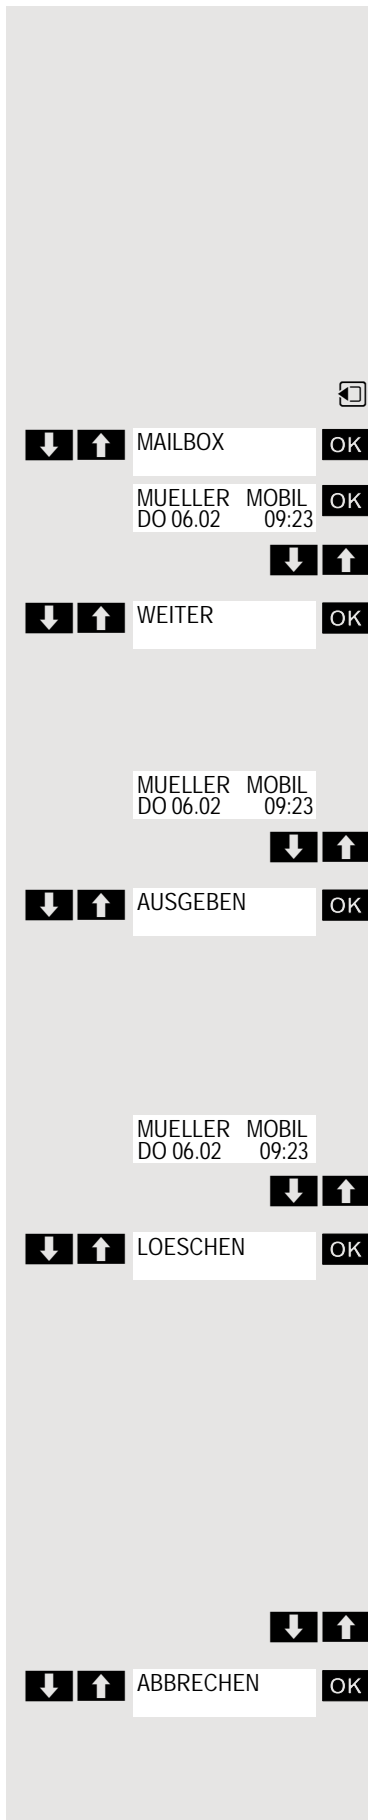 MAILBOX OK
MUELLER MOBIL OK
DO 06.02 09:23
WEITER OK
MUELLER MOBIL
DO 06.02 09:23
AUSGEBEN OK
MUELLER MOBIL
DO 06.02 09:23
LOESCHEN OK
ABBRECHEN OK